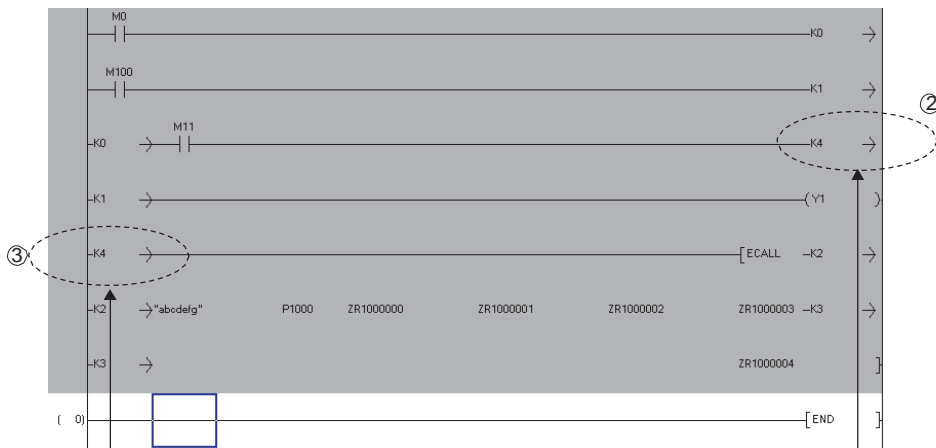 M0
K0
M100
K1
②
M11
K0 K4
K1 ( Y1 )
③
K4 [ ECALL K2
K2 "abcdefg" P1000 ZR1000000 ZR1000001 ZR1000002 ZR1000003 K3
K3 ZR1000004 ]
( 0) [ END ]